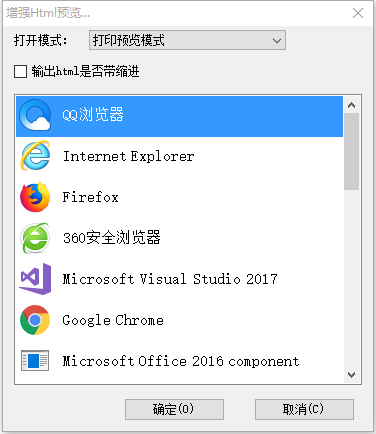 增强Html预览...
打开模式: 打印预览模式
输出html是否带缩进
QQ浏览器
Internet Explorer
Firefox
360安全浏览器
Microsoft Visual Studio 2017
Google Chrome
Microsoft Office 2016 component
确定(O) 取消(C)